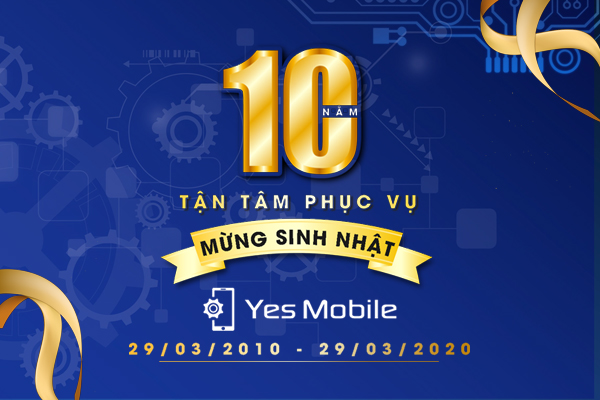 10
NĂM
TẬN TÂM PHỤC VỤ
MỪNG SINH NHẬT
Yes Mobile
29/03/2010 - 29/03/2020